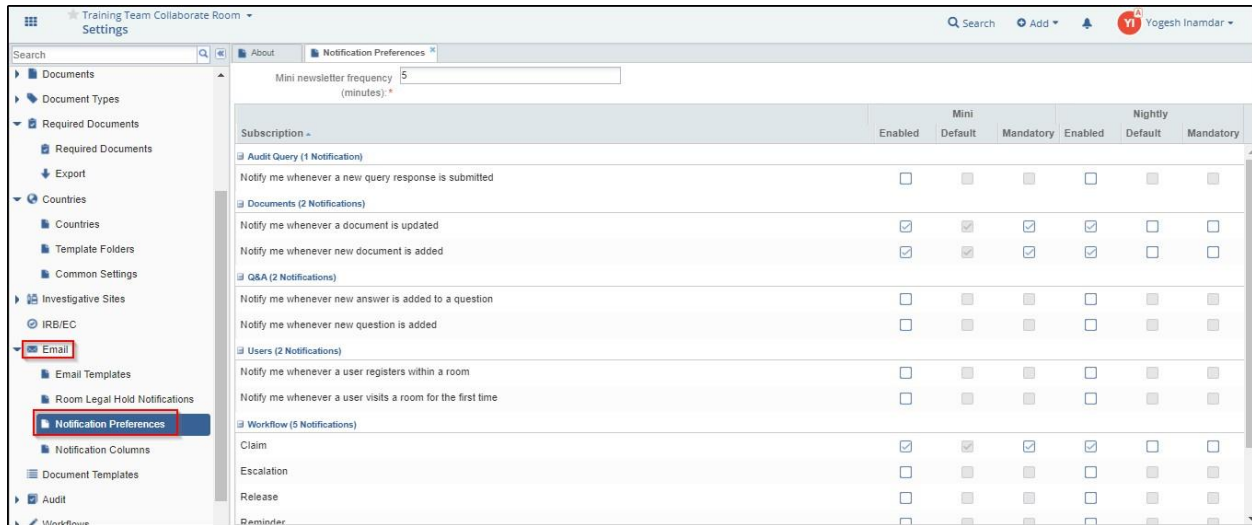 Training Team Collaborate Room
Settings
Search
Add
A
YI
Yogesh Inamdar
Search
About
Notification Preferences
Documents
Document Types
Required Documents
Required Documents
Export
Countries
Countries
Template Folders
Common Settings
Investigative Sites
IRB/EC
Email
Email Templates
Room Legal Hold Notifications
Notification Preferences
Notification Columns
Document Templates
Audit
Workflows
Mini newsletter frequency 5
(minutes): *
Mini Nightly
Subscription Enabled Default Mandatory Enabled Default Mandatory
Audit Query (1 Notification)
Notify me whenever a new query response is submitted
Documents (2 Notifications)
Notify me whenever a document is updated
Notify me whenever new document is added
Q&A (2 Notifications)
Notify me whenever new answer is added to a question
Notify me whenever new question is added
Users (2 Notifications)
Notify me whenever a user registers within a room
Notify me whenever a user visits a room for the first time
Workflow (5 Notifications)
Claim
Escalation
Release
Reminder